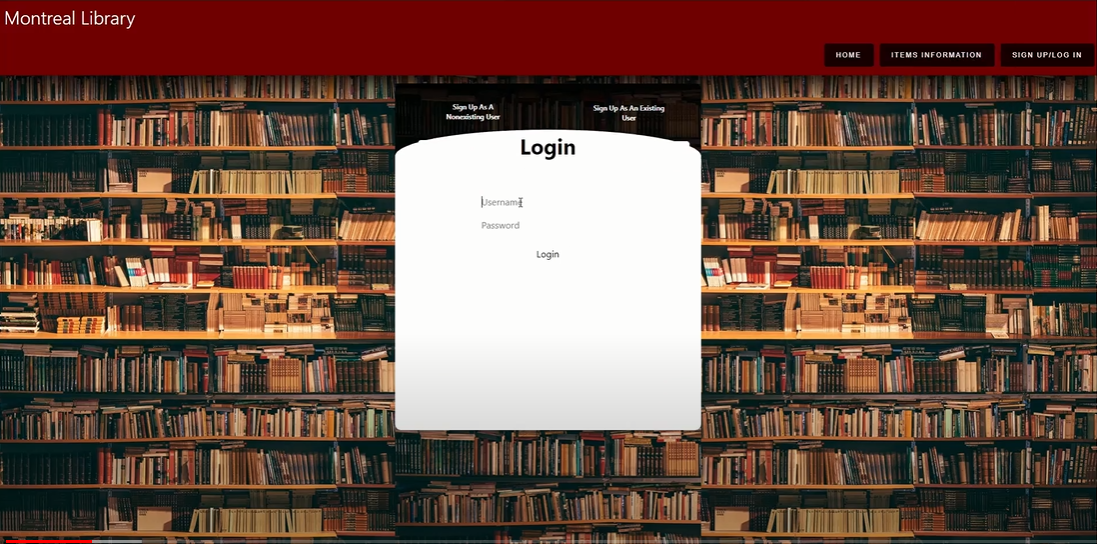 Montreal Library
HOME
ITEMS INFORMATION
SIGN UP/LOG IN
Sign Up As A
Nonexisting User
Sign Up As An Existing
User
Login
Username
Password
Login